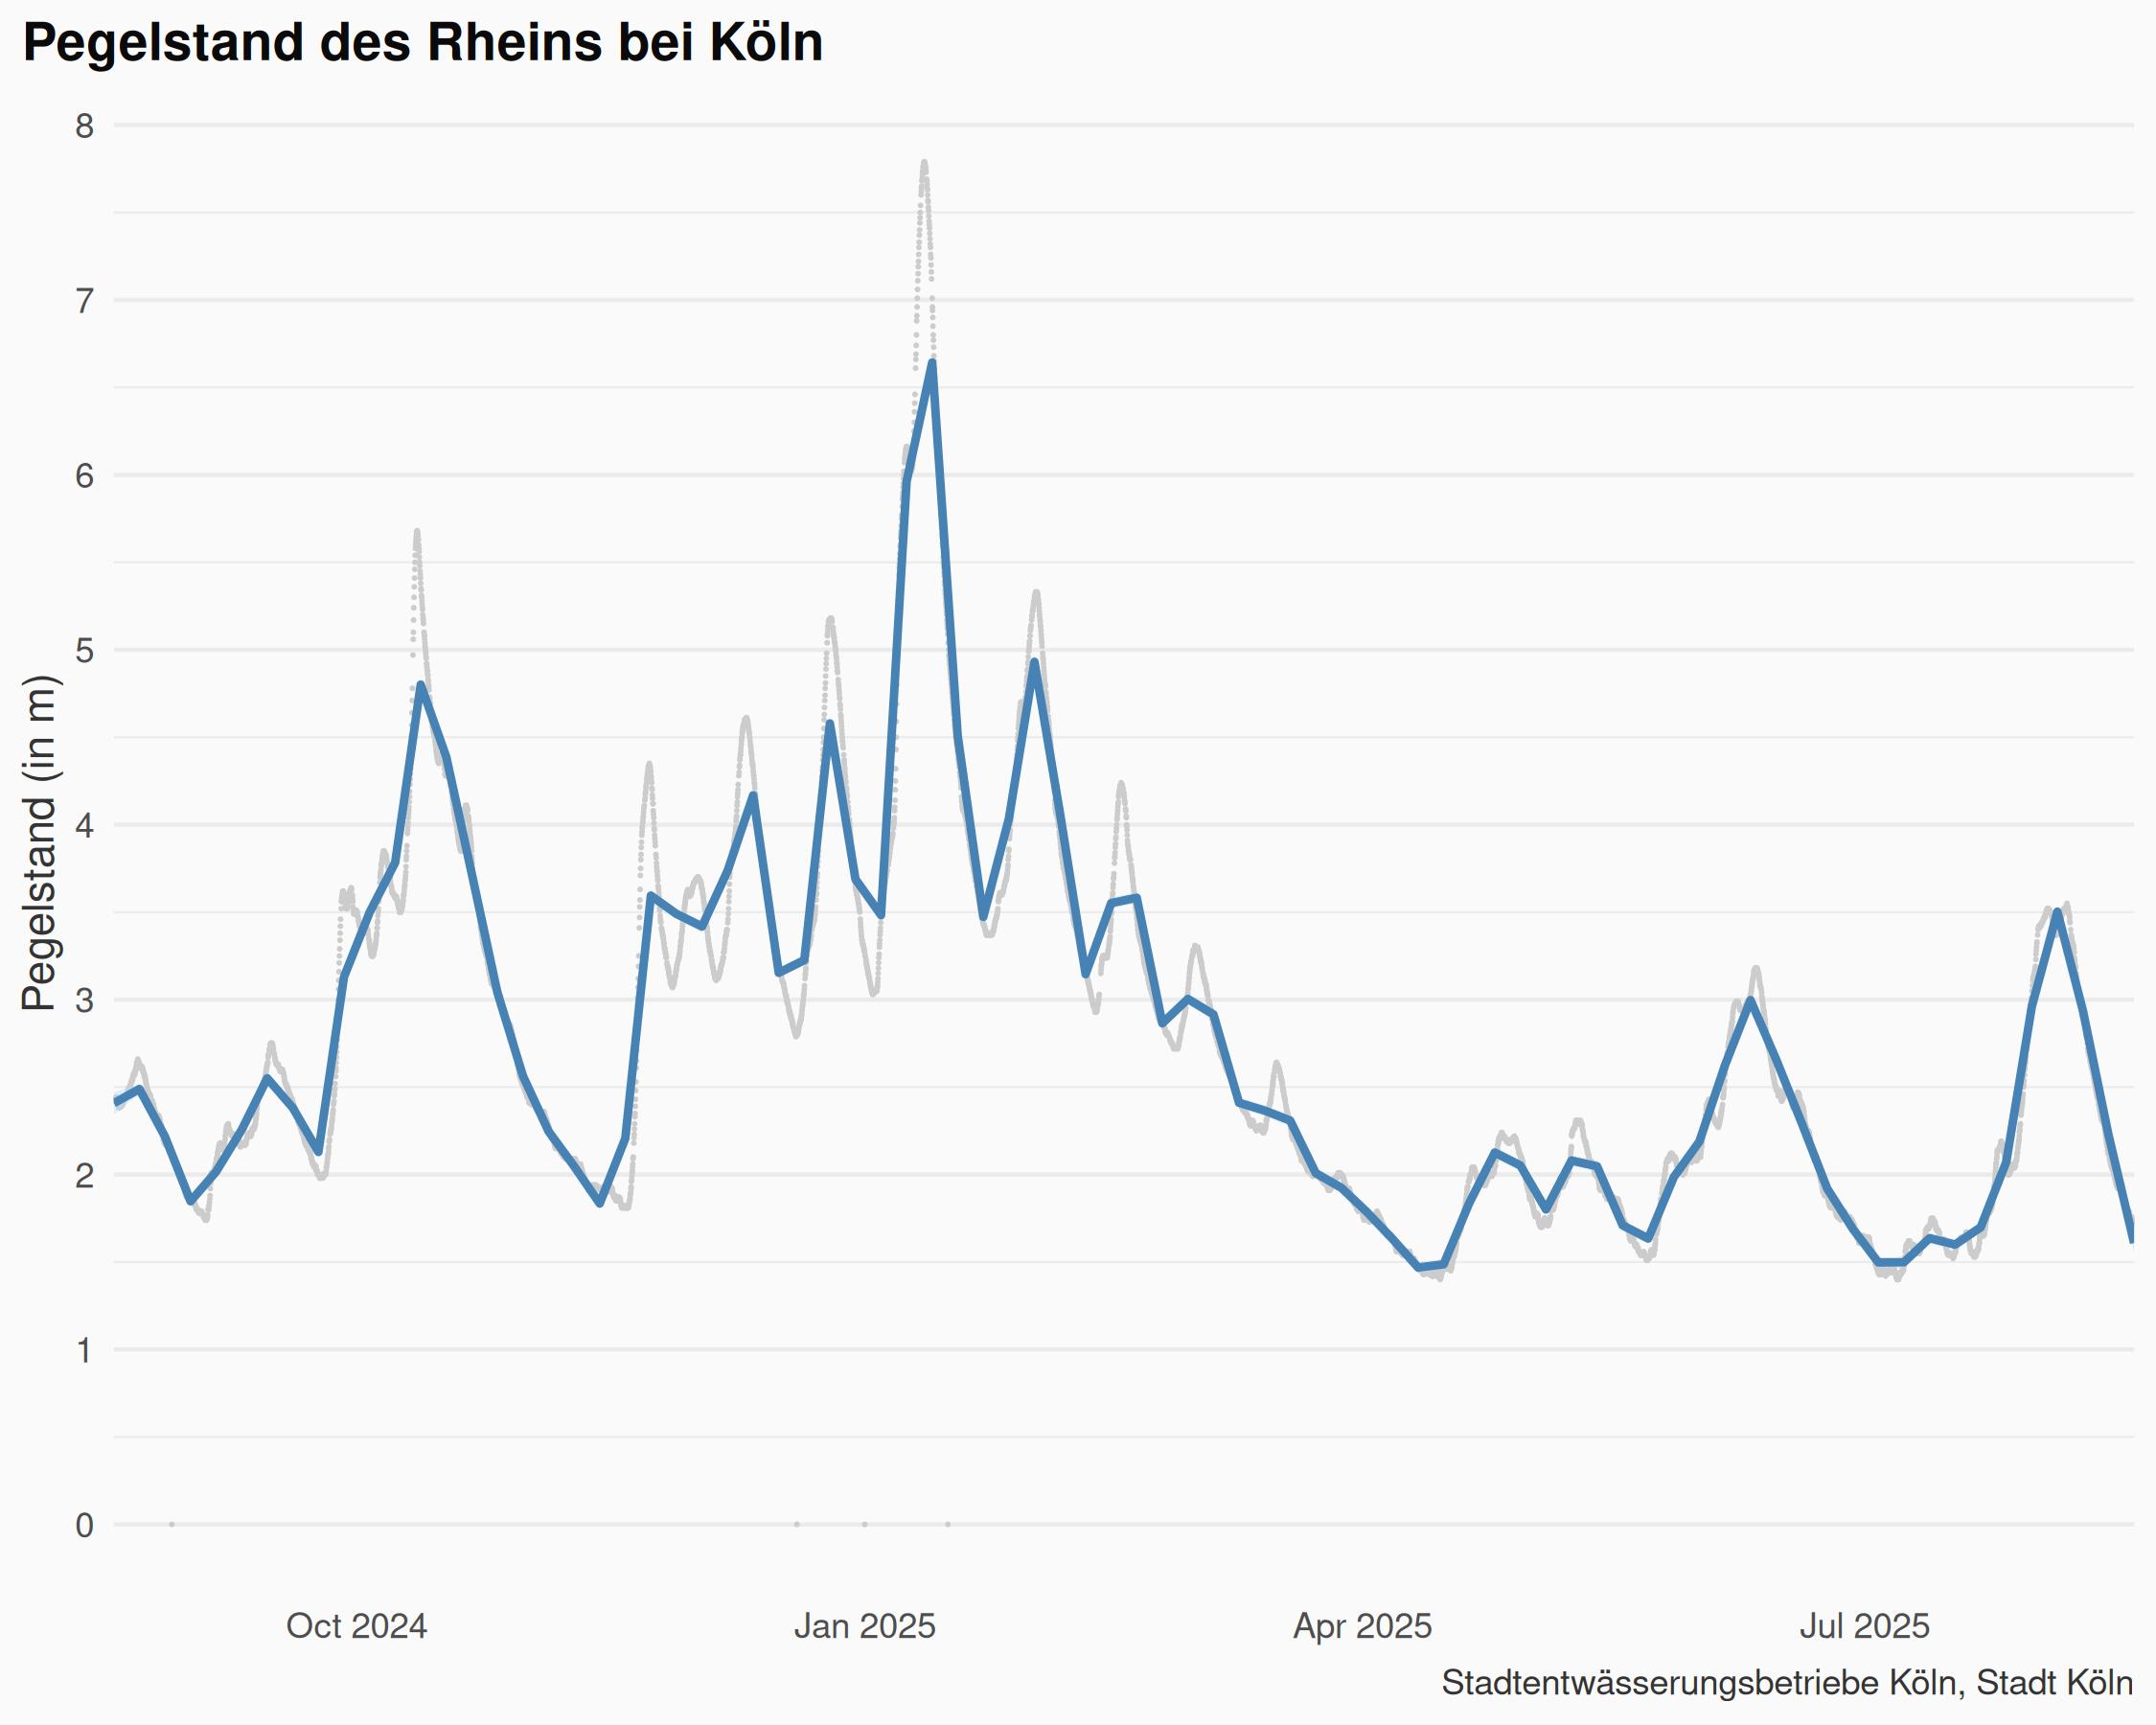 Pegelstand des Rheins bei Köln
Pegelstand (in m)
8
7
6
5
4
3
2
1
0
Oct 2024 Jan 2025 Apr 2025 Jul 2025
Stadtentwässerungsbetriebe Köln, Stadt Köln